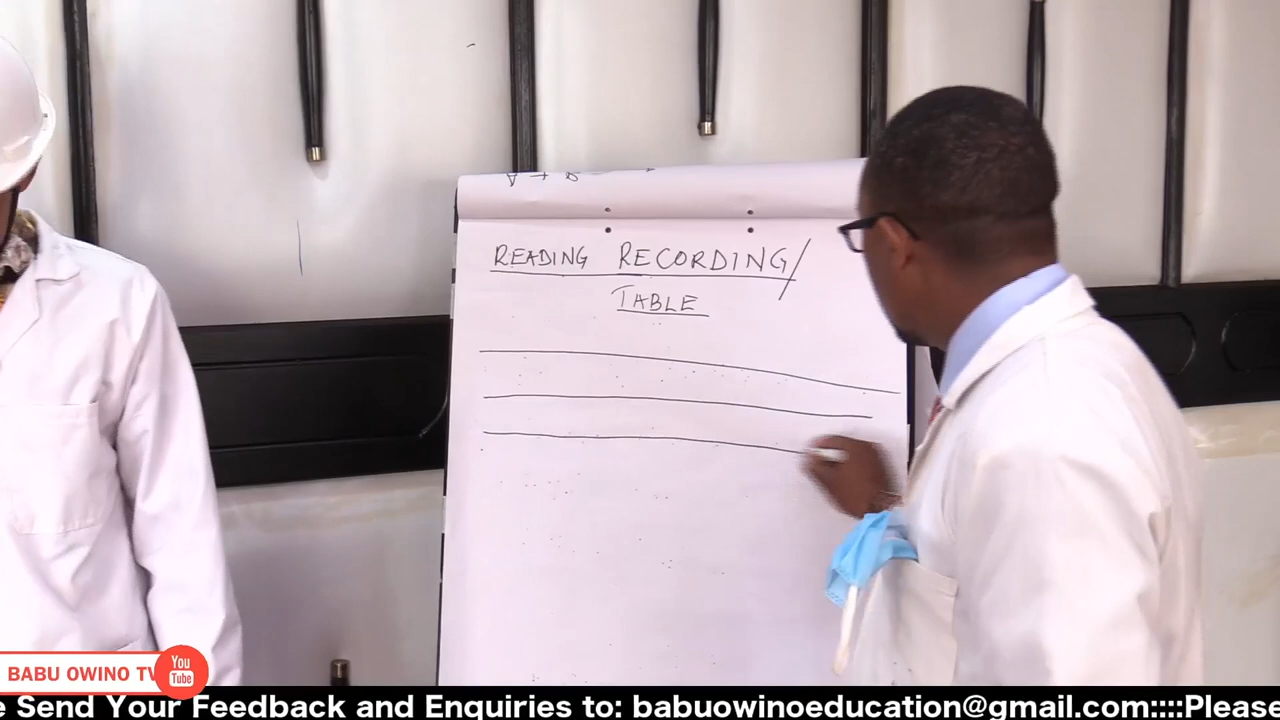 READING RECORDING/
TABLE
BABU OWINO TV
You
Tube
e Send Your Feedback and Enquiries to: babuowinoeducation@gmail.com::::Please